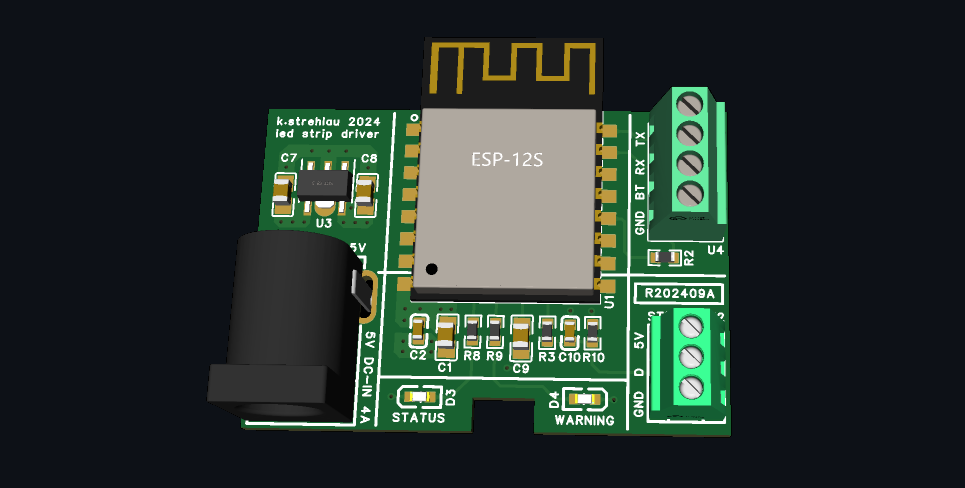 k.strehlau 2024
led strip driver
C7
C8
U3
5V
ESP-12S
TX
RX
BT
GND
U4
R2
U1
R202409A
5V
D
GND
C2
C1
R8
R9
C9
R3
C10
R10
5V DC-IN 4A
D3
STATUS
D4
WARNING